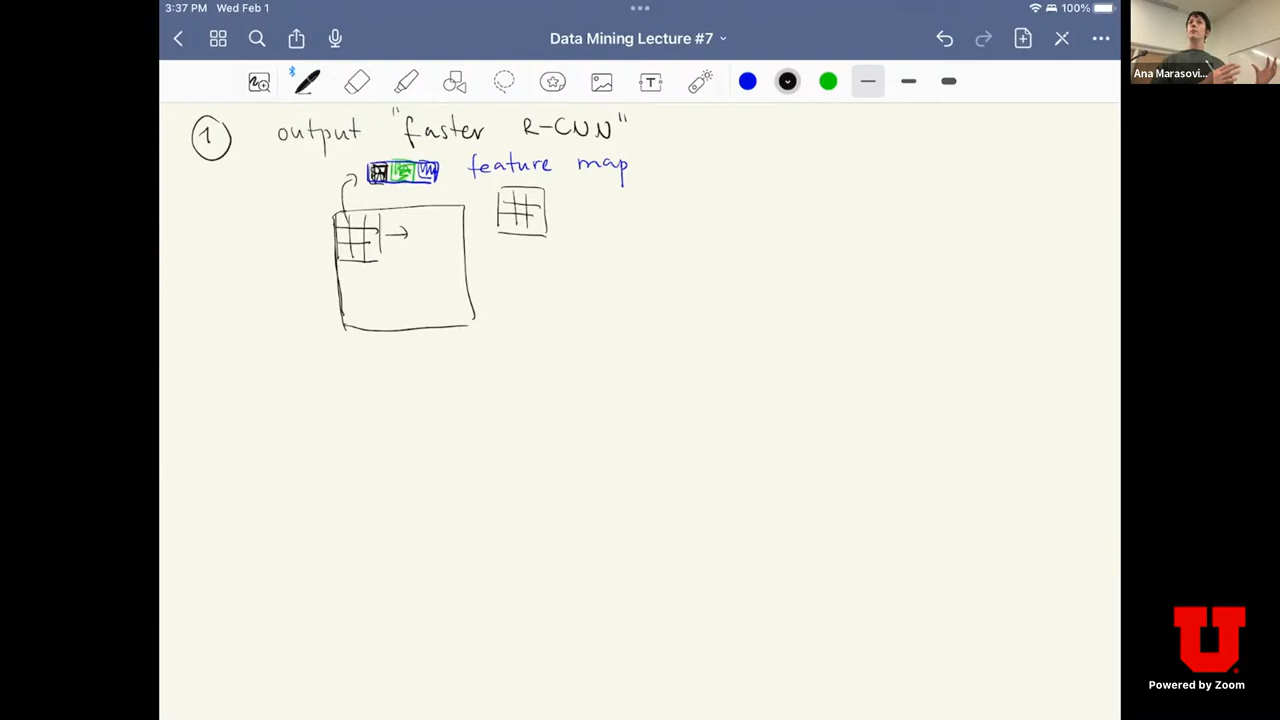 3:37 PM Wed Feb 1
100%
Data Mining Lecture #7
T
Ana Marasovi...
1 output "faster R-CNN"
feature map
U
Powered by Zoom